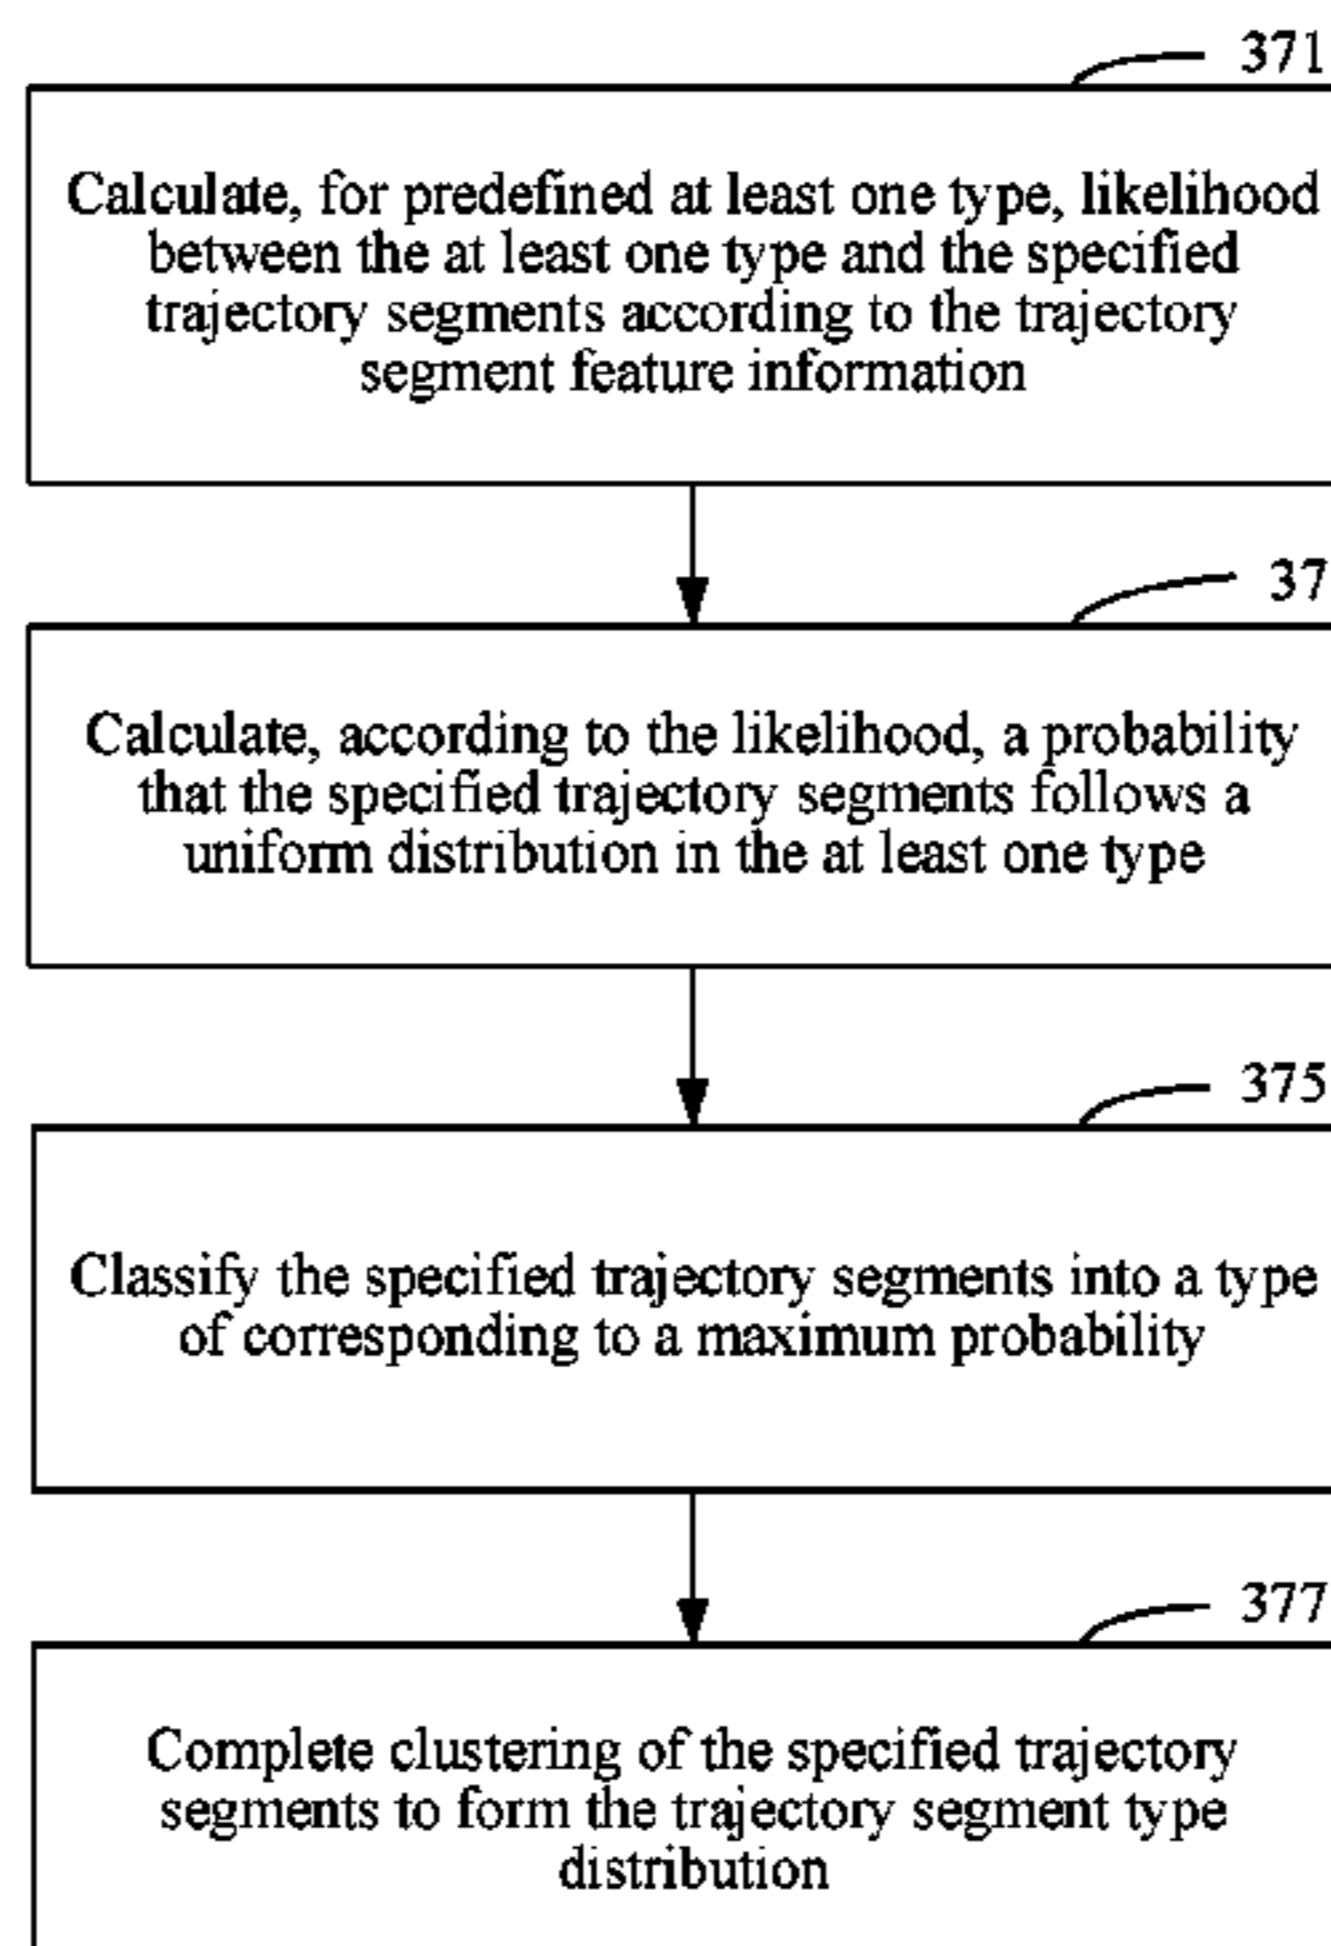 371
Calculate, for predefined at least one type, likelihood
between the at least one type and the specified
trajectory segments according to the trajectory
segment feature information
37
Calculate, according to the likelihood, a probability
that the specified trajectory segments follows a
uniform distribution in the at least one type
375
Classify the specified trajectory segments into a type
of corresponding to a maximum probability
377
Complete clustering of the specified trajectory
segments to form the trajectory segment type
distribution